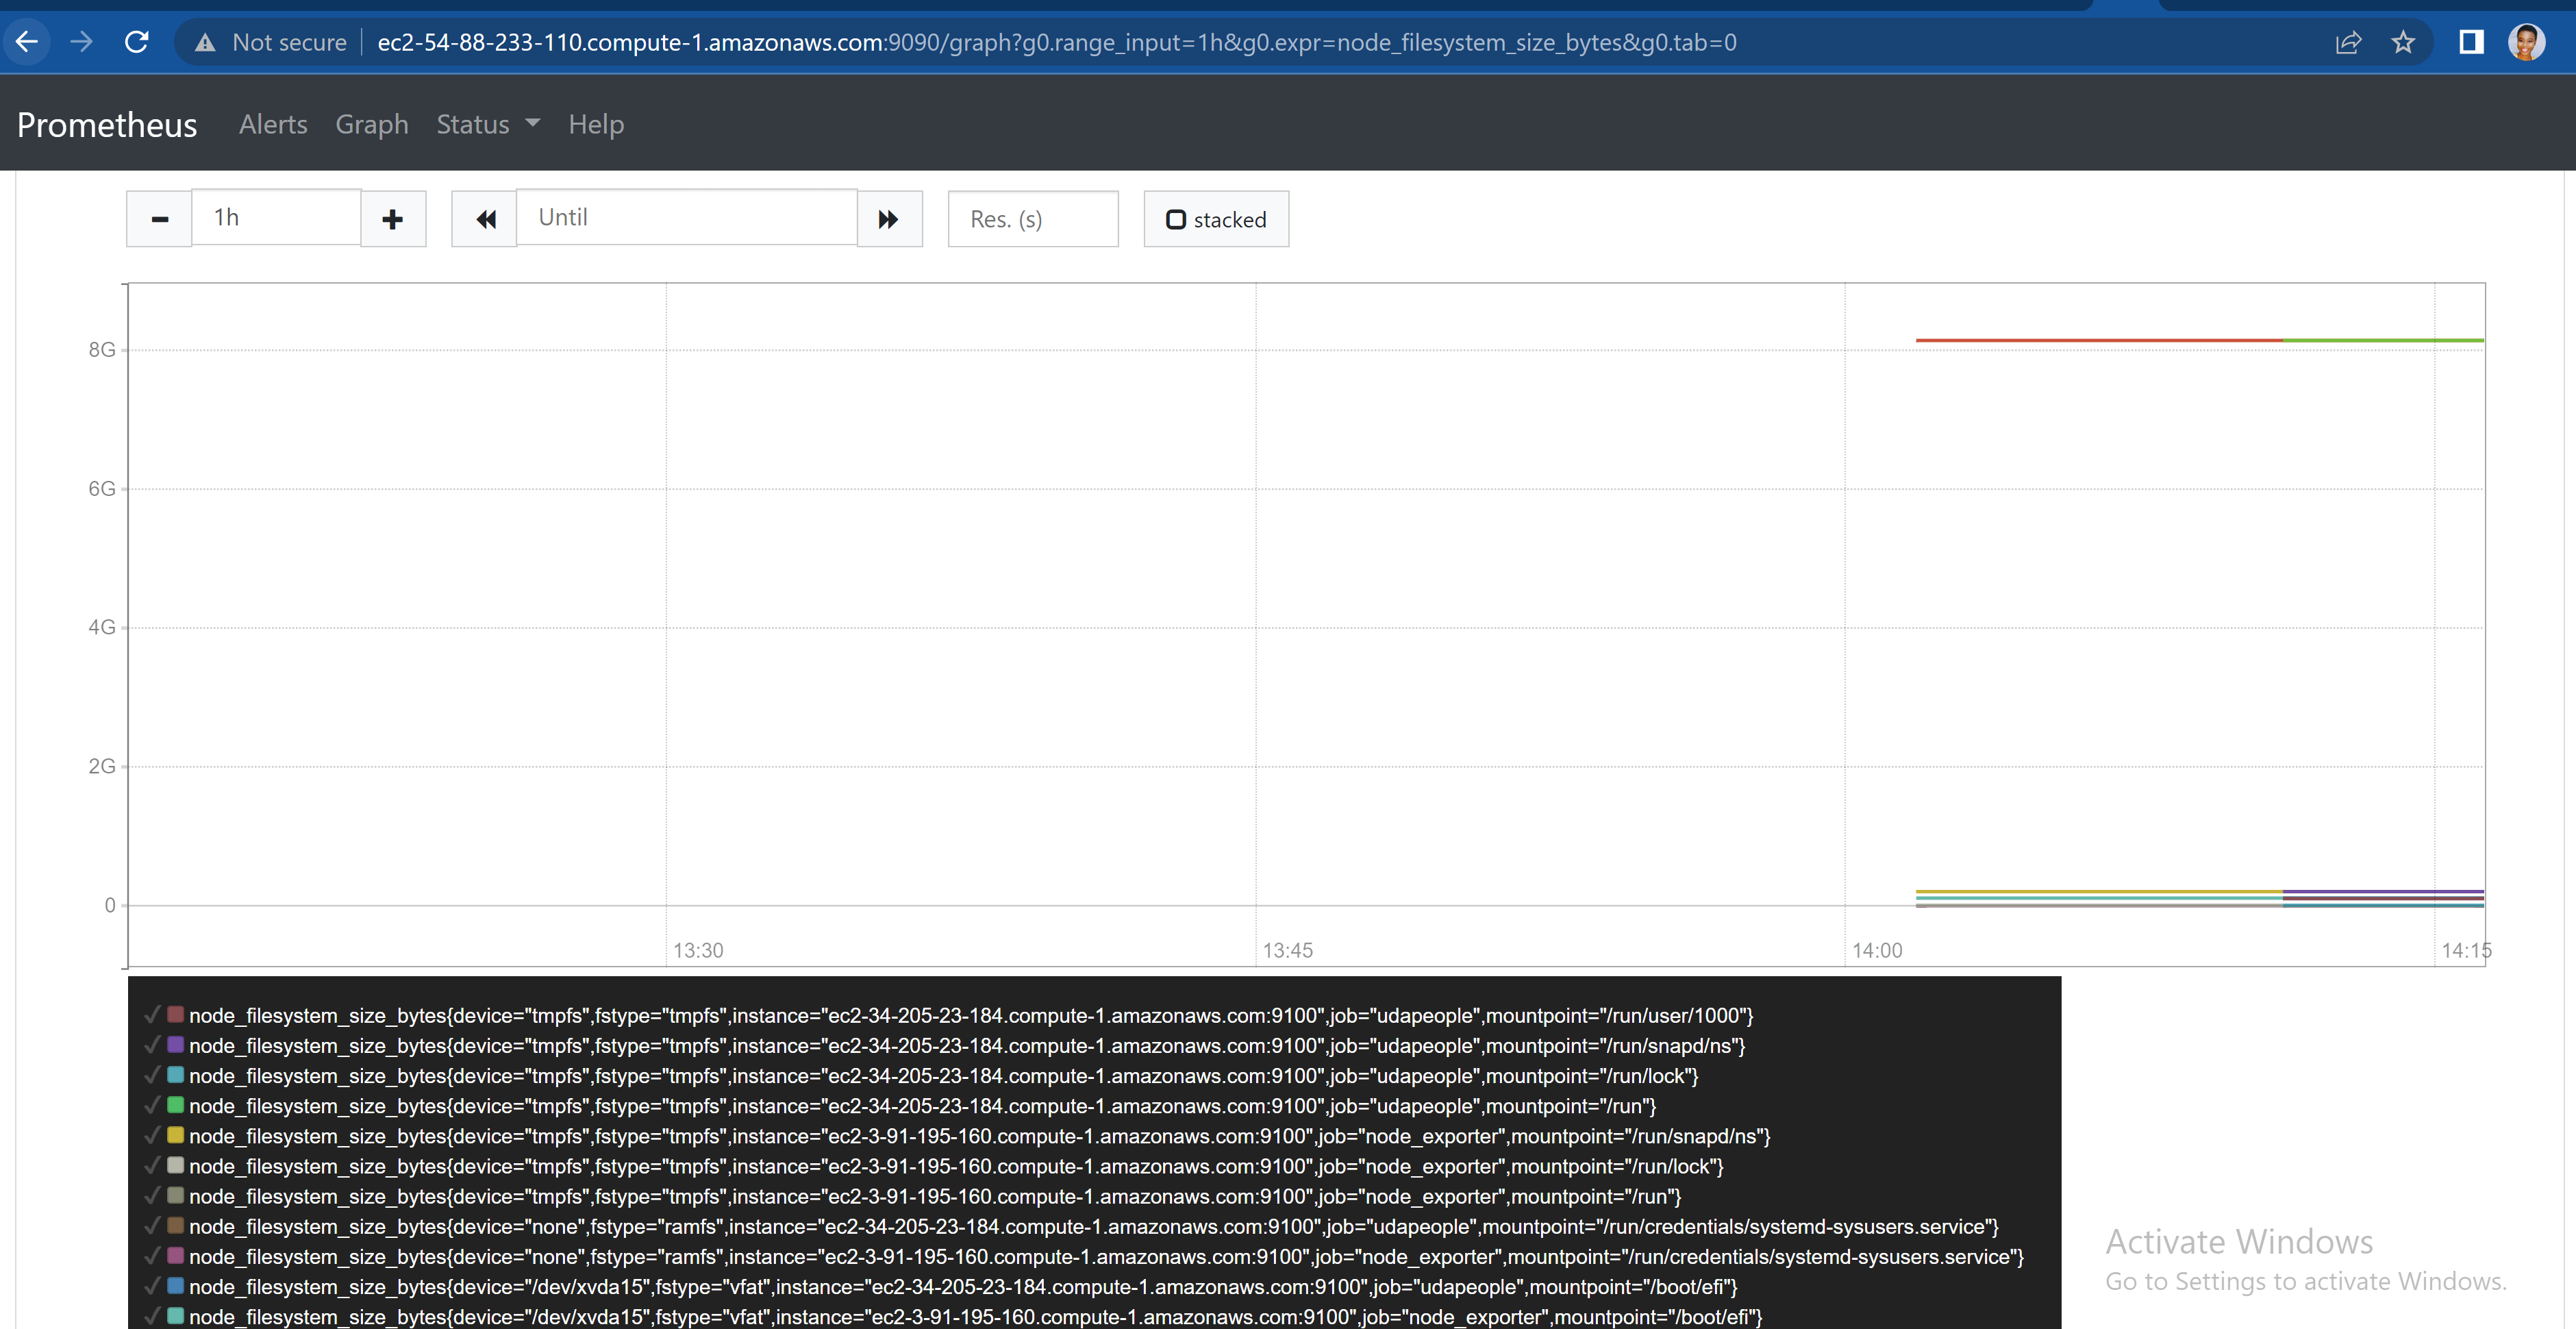 Not secure ec2-54-88-233-110.compute-1.amazonaws.com:9090/graph?g0.range_input=1h&g0.expr=node_filesystem_size_bytes&g0.tab=0
Prometheus Alerts Graph Status Help
1h Until Res. (s) stacked
8G
6G
4G
2G
0
13:30 13:45 14:00 14:15
node_filesystem_size_bytes{device="tmpfs",fstype="tmpfs",instance="ec2-34-205-23-184.compute-1.amazonaws.com:9100",job="udapeople",mountpoint="/run/user/1000"}
node_filesystem_size_bytes{device="tmpfs",fstype="tmpfs",instance="ec2-34-205-23-184.compute-1.amazonaws.com:9100",job="udapeople",mountpoint="/run/snapd/ns"}
node_filesystem_size_bytes{device="tmpfs",fstype="tmpfs",instance="ec2-34-205-23-184.compute-1.amazonaws.com:9100",job="udapeople",mountpoint="/run/lock"}
node_filesystem_size_bytes{device="tmpfs",fstype="tmpfs",instance="ec2-34-205-23-184.compute-1.amazonaws.com:9100",job="udapeople",mountpoint="/run"}
node_filesystem_size_bytes{device="tmpfs",fstype="tmpfs",instance="ec2-3-91-195-160.compute-1.amazonaws.com:9100",job="node_exporter",mountpoint="/run/snapd/ns"}
node_filesystem_size_bytes{device="tmpfs",fstype="tmpfs",instance="ec2-3-91-195-160.compute-1.amazonaws.com:9100",job="node_exporter",mountpoint="/run/lock"}
node_filesystem_size_bytes{device="tmpfs",fstype="tmpfs",instance="ec2-3-91-195-160.compute-1.amazonaws.com:9100",job="node_exporter",mountpoint="/run"}
node_filesystem_size_bytes{device="none",fstype="ramfs",instance="ec2-34-205-23-184.compute-1.amazonaws.com:9100",job="udapeople",mountpoint="/run/credentials/systemd-sysusers.service"}
node_filesystem_size_bytes{device="none",fstype="ramfs",instance="ec2-3-91-195-160.compute-1.amazonaws.com:9100",job="node_exporter",mountpoint="/run/credentials/systemd-sysusers.service"}
node_filesystem_size_bytes{device="/dev/xvda15",fstype="vfat",instance="ec2-34-205-23-184.compute-1.amazonaws.com:9100",job="udapeople",mountpoint="/boot/efi"}
node_filesystem_size_bytes{device="/dev/xvda15",fstype="vfat",instance="ec2-3-91-195-160.compute-1.amazonaws.com:9100",job="node_exporter",mountpoint="/boot/efi"}
Activate Windows
Go to Settings to activate Windows.